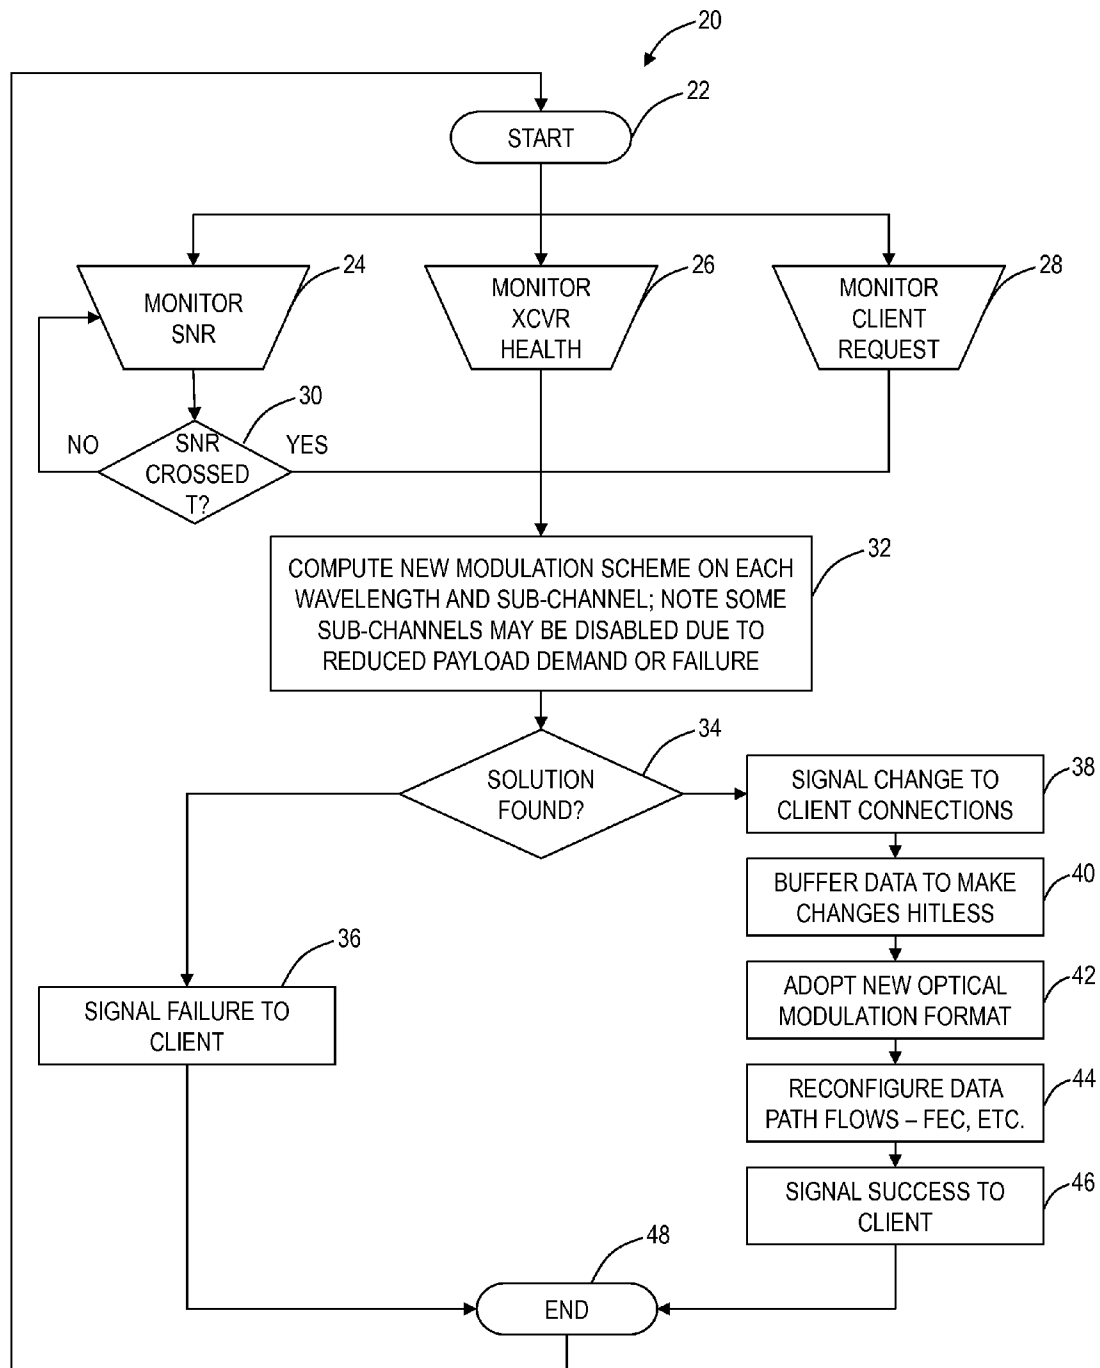 20
22
START
24
MONITOR
SNR
26
MONITOR
XCVR
HEALTH
28
MONITOR
CLIENT
REQUEST
30
NO
SNR
CROSSED
T?
YES
32
COMPUTE NEW MODULATION SCHEME ON EACH
WAVELENGTH AND SUB-CHANNEL; NOTE SOME
SUB-CHANNELS MAY BE DISABLED DUE TO
REDUCED PAYLOAD DEMAND OR FAILURE
34
SOLUTION
FOUND?
38
SIGNAL CHANGE TO
CLIENT CONNECTIONS
40
BUFFER DATA TO MAKE
CHANGES HITLESS
36
SIGNAL FAILURE TO
CLIENT
42
ADOPT NEW OPTICAL
MODULATION FORMAT
44
RECONFIGURE DATA
PATH FLOWS – FEC, ETC.
46
SIGNAL SUCCESS TO
CLIENT
48
END